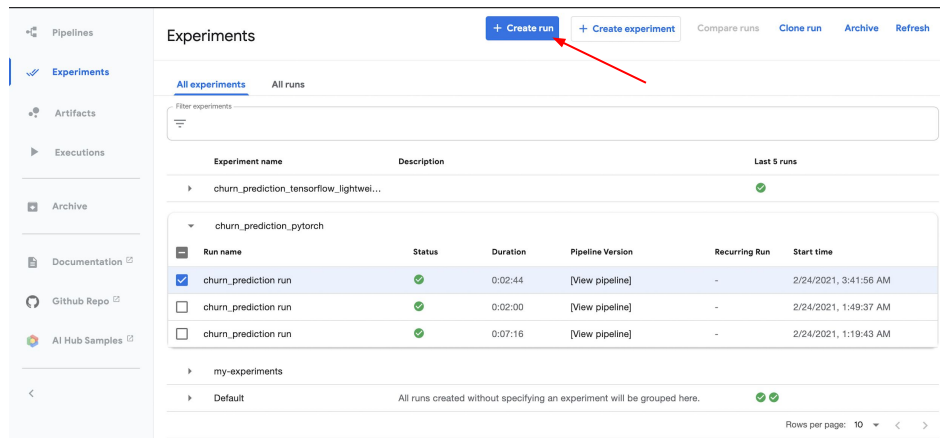 Pipelines
Experiments
Artifacts
Executions
Archive
Documentation
Github Repo
AI Hub Samples
Experiments
+ Create run
+ Create experiment
Compare runs
Clone run
Archive
Refresh
All experiments
All runs
Filter experiments
Experiment name Description Last 5 runs
churn_prediction_tensorflow_lightwei...
churn_prediction_pytorch
Run name Status Duration Pipeline Version Recurring Run Start time
churn_prediction run 0:02:44 [View pipeline] - 2/24/2021, 3:41:56 AM
churn_prediction run 0:02:00 [View pipeline] - 2/24/2021, 1:49:37 AM
churn_prediction run 0:07:16 [View pipeline] - 2/24/2021, 1:19:43 AM
my-experiments
Default All runs created without specifying an experiment will be grouped here.
Rows per page: 10